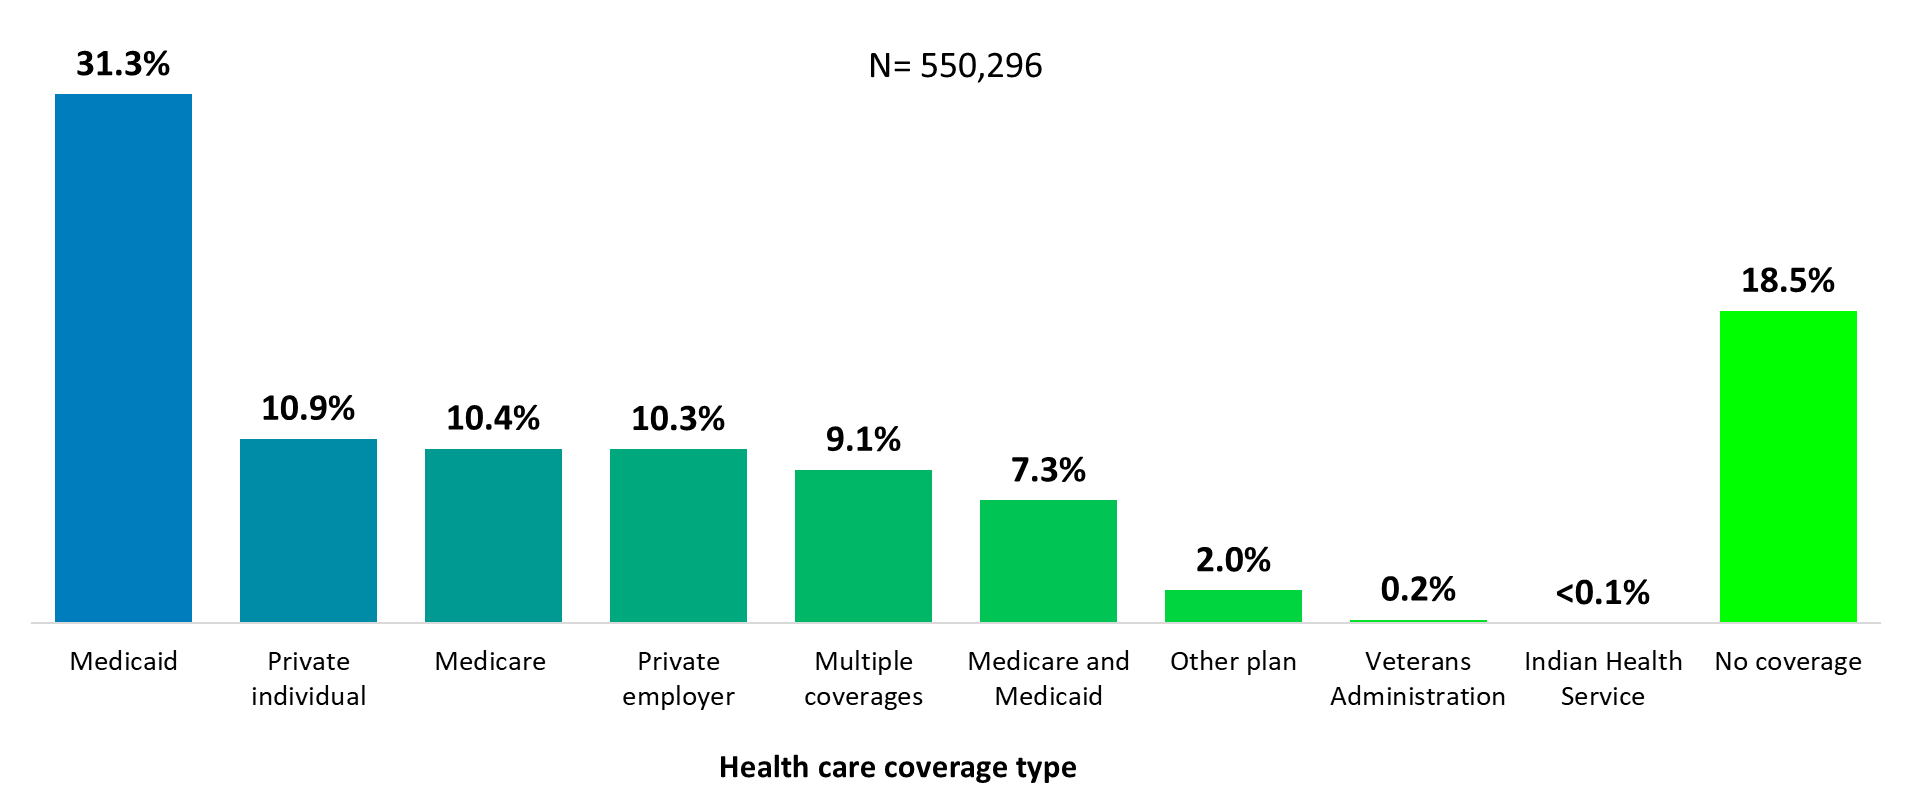 31.3%
N= 550,296
18.5%
10.9%
10.4%
10.3%
9.1%
7.3%
2.0%
0.2%
<0.1%
Medicaid
Private
individual
Medicare
Private
employer
Multiple
coverages
Medicare and
Medicaid
Other plan
Veterans
Administration
Indian Health
Service
No coverage
Health care coverage type